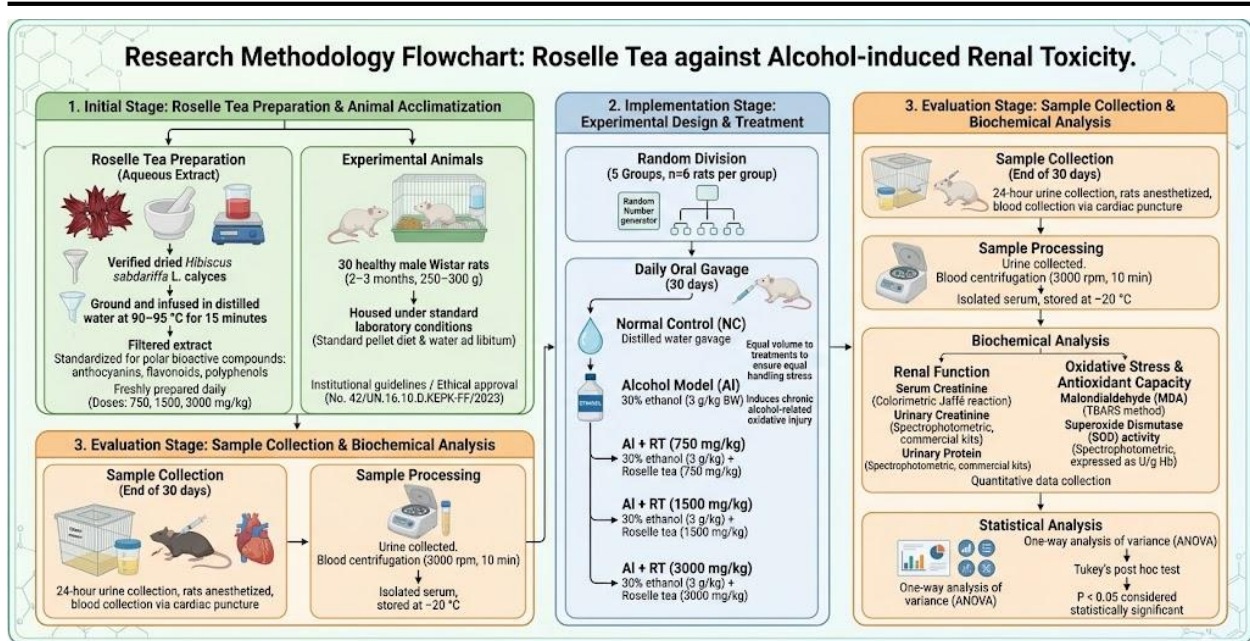 Research Methodology Flowchart: Roselle Tea against Alcohol-induced Renal Toxicity.
1. Initial Stage: Roselle Tea Preparation & Animal Acclimatization
Roselle Tea Preparation
(Aqueous Extract)
Verified dried Hibiscus
sabdariffa L. calyces
Ground and infused in distilled
water at 90–95 °C for 15 minutes
Filtered extract
Standardized for polar bioactive compounds:
anthocyanins, flavonoids, polyphenols
Freshly prepared daily
(Doses: 750, 1500, 3000 mg/kg)
Experimental Animals
30 healthy male Wistar rats
(2–3 months, 250–300 g)
Housed under standard
laboratory conditions
(Standard pellet diet & water ad libitum)
Institutional guidelines / Ethical approval
(No. 42/UN.16.10.D.KEPK-FF/2023)
3. Evaluation Stage: Sample Collection & Biochemical Analysis
Sample Collection
(End of 30 days)
24-hour urine collection, rats anesthetized,
blood collection via cardiac puncture
Sample Processing
Urine collected.
Blood centrifugation (3000 rpm, 10 min)
Isolated serum,
stored at −20 °C
2. Implementation Stage:
Experimental Design & Treatment
Random Division
(5 Groups, n=6 rats per group)
Random
Number
generator
Daily Oral Gavage
(30 days)
Normal Control (NC)
Distilled water gavage
Equal volume to
treatments to
ensure equal
handling stress
Alcohol Model (Al)
30% ethanol (3 g/kg BW)
Induces chronic
alcohol-related
oxidative injury
Al + RT (750 mg/kg)
30% ethanol (3 g/kg) +
Roselle tea (750 mg/kg)
Al + RT (1500 mg/kg)
30% ethanol (3 g/kg) +
Roselle tea (1500 mg/kg)
Al + RT (3000 mg/kg)
30% ethanol (3 g/kg) +
Roselle tea (3000 mg/kg)
3. Evaluation Stage: Sample Collection &
Biochemical Analysis
Sample Collection
(End of 30 days)
24-hour urine collection, rats anesthetized,
blood collection via cardiac puncture
Sample Processing
Urine collected.
Blood centrifugation (3000 rpm, 10 min)
Isolated serum, stored at −20 °C
Biochemical Analysis
Renal Function
Serum Creatinine
(Colorimetric Jaffé reaction)
Urinary Creatinine
(Spectrophotometric,
commercial kits)
Urinary Protein
(Spectrophotometric, commercial kits)
Oxidative Stress &
Antioxidant Capacity
Malondialdehyde (MDA)
(TBARS method)
Superoxide Dismutase
(SOD) activity
(Spectrophotometric,
expressed as U/g Hb)
Quantitative data collection
Statistical Analysis
One-way analysis of
variance (ANOVA)
One-way analysis of variance (ANOVA)
Tukey's post hoc test
P < 0.05 considered
statistically significant